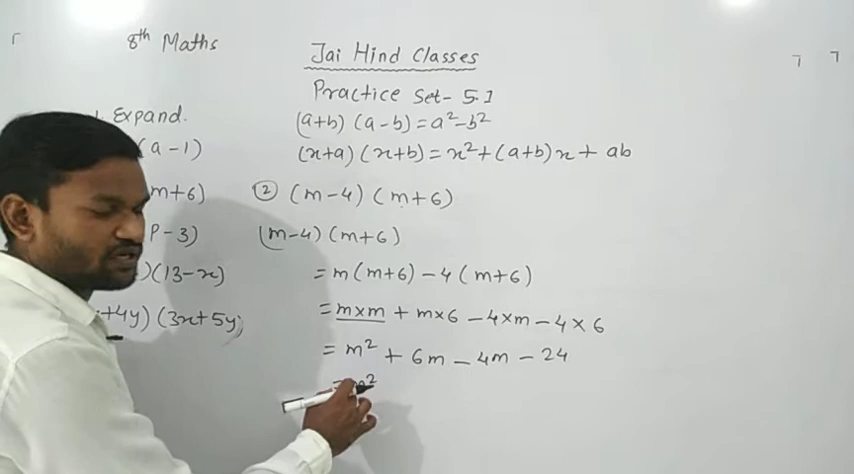 8th Maths
Jai Hind Classes
Practice Set- 5.1
Expand.
(a+b) (a-b) = a²-b²
(a-1)
(x+a) (x+b) = x²+(a+b)x + ab
m+6)
② (m-4) (m+6)
P-3)
(m-4) (m+6)
)(13-x)
= m(m+6) - 4 (m+6)
+4y) (3x+5y)
= m×m + m×6 - 4×m - 4×6
= m² + 6m - 4m - 24